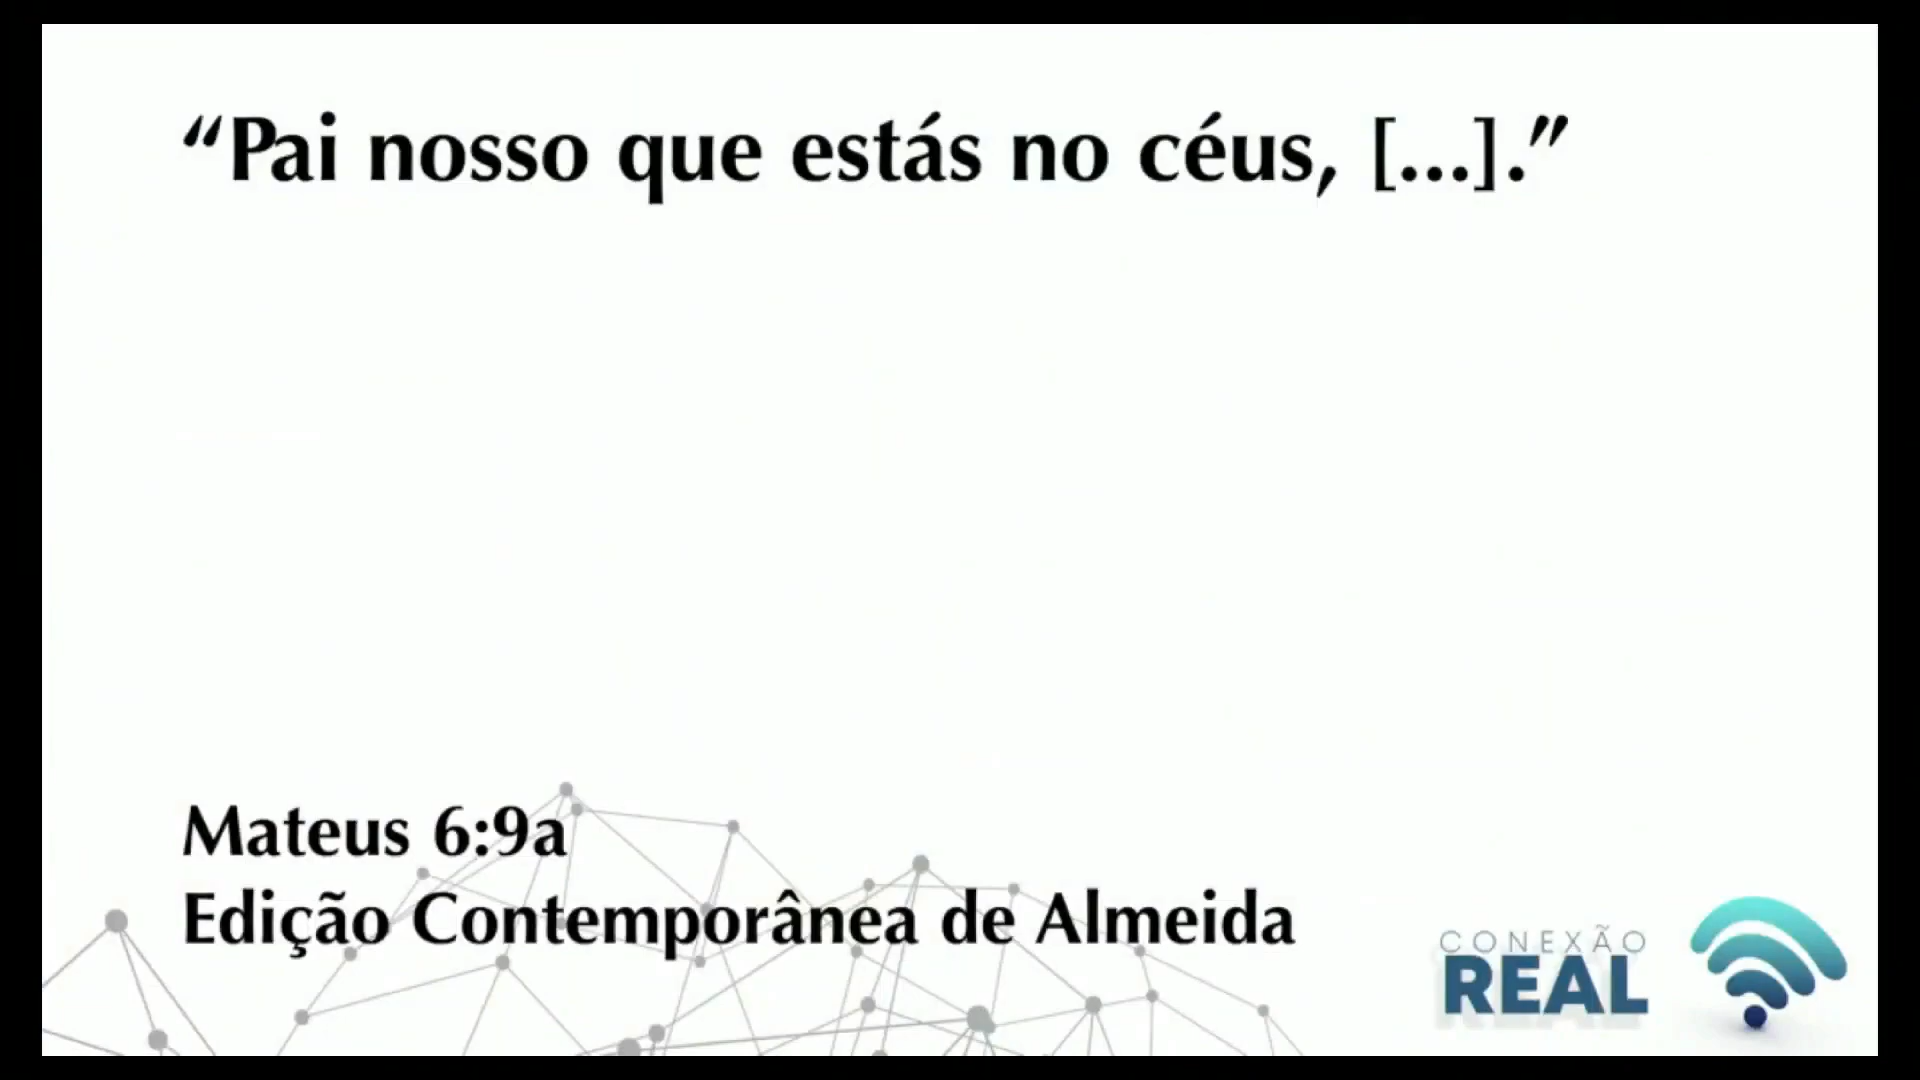 “Pai nosso que estás no céus, [...].”
Mateus 6:9a
Edição Contemporânea de Almeida
CONEXÃO
REAL